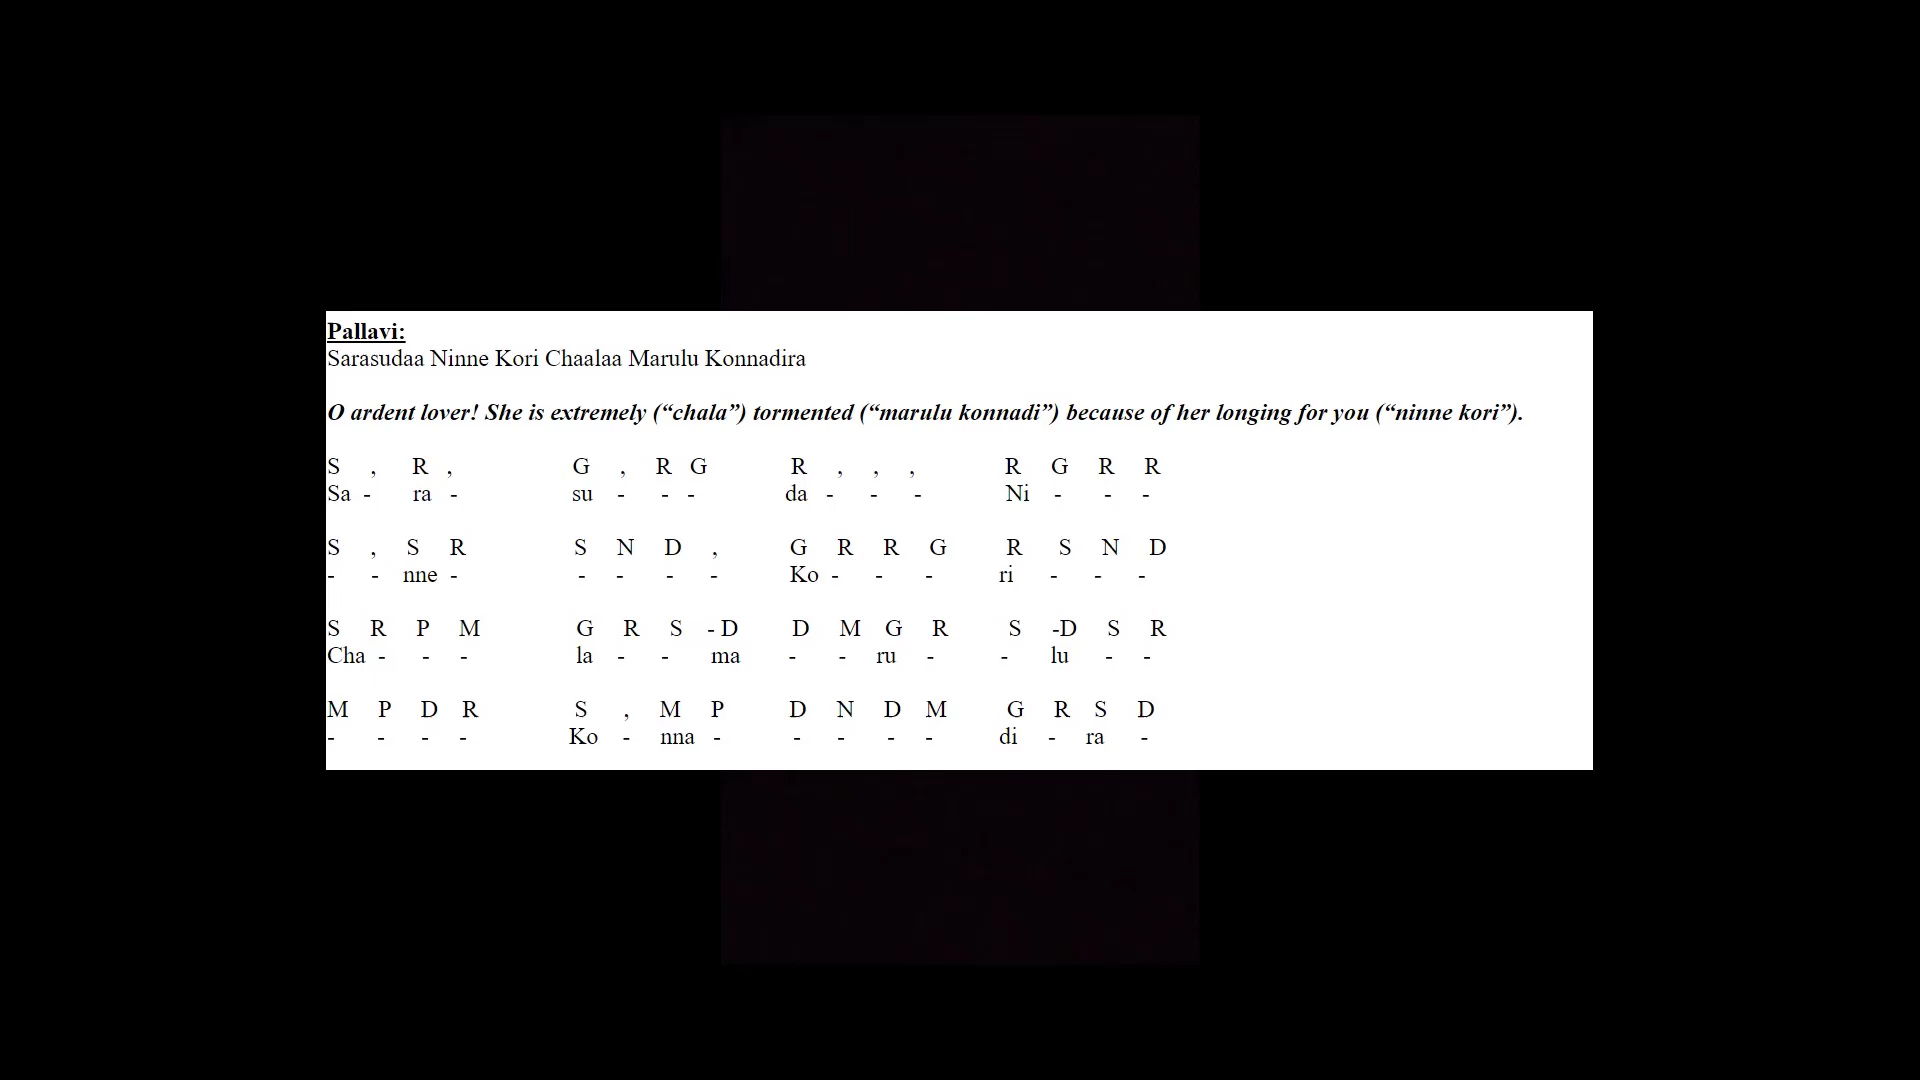 Pallavi:
Sarasudaa Ninne Kori Chaalaa Marulu Konnadira
O ardent lover! She is extremely (“chala”) tormented (“marulu konnadi”) because of her longing for you (“ninne kori”).
S , R , G , R G R , , , R G R R
Sa - ra - su - - - da - - - Ni - - -
S , S R S N D , G R R G R S N D
- - nne - - - - - Ko - - - ri - - -
S R P M G R S - D D M G R S -D S R
Cha - - - la - - ma - - ru - - lu - -
M P D R S , M P D N D M G R S D
- - - - Ko - nna - - - - - di - ra -